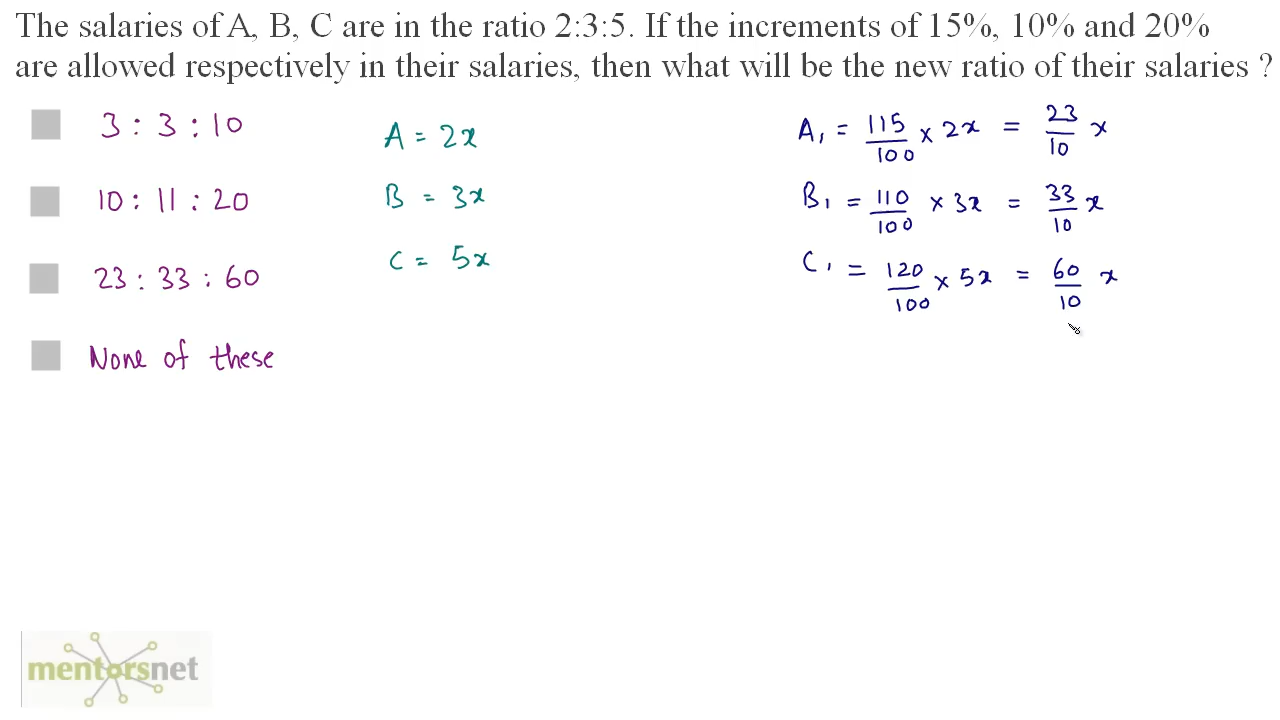 The salaries of A, B, C are in the ratio 2:3:5. If the increments of 15%, 10% and 20%
are allowed respectively in their salaries, then what will be the new ratio of their salaries ?
3 : 3 : 10
10 : 11 : 20
23 : 33 : 60
None of these
A = 2x
B = 3x
C = 5x
A₁ = 115/100 × 2x = 23/10 x
B₁ = 110/100 × 3x = 33/10 x
C₁ = 120/100 × 5x = 60/10 x
mentorsnet